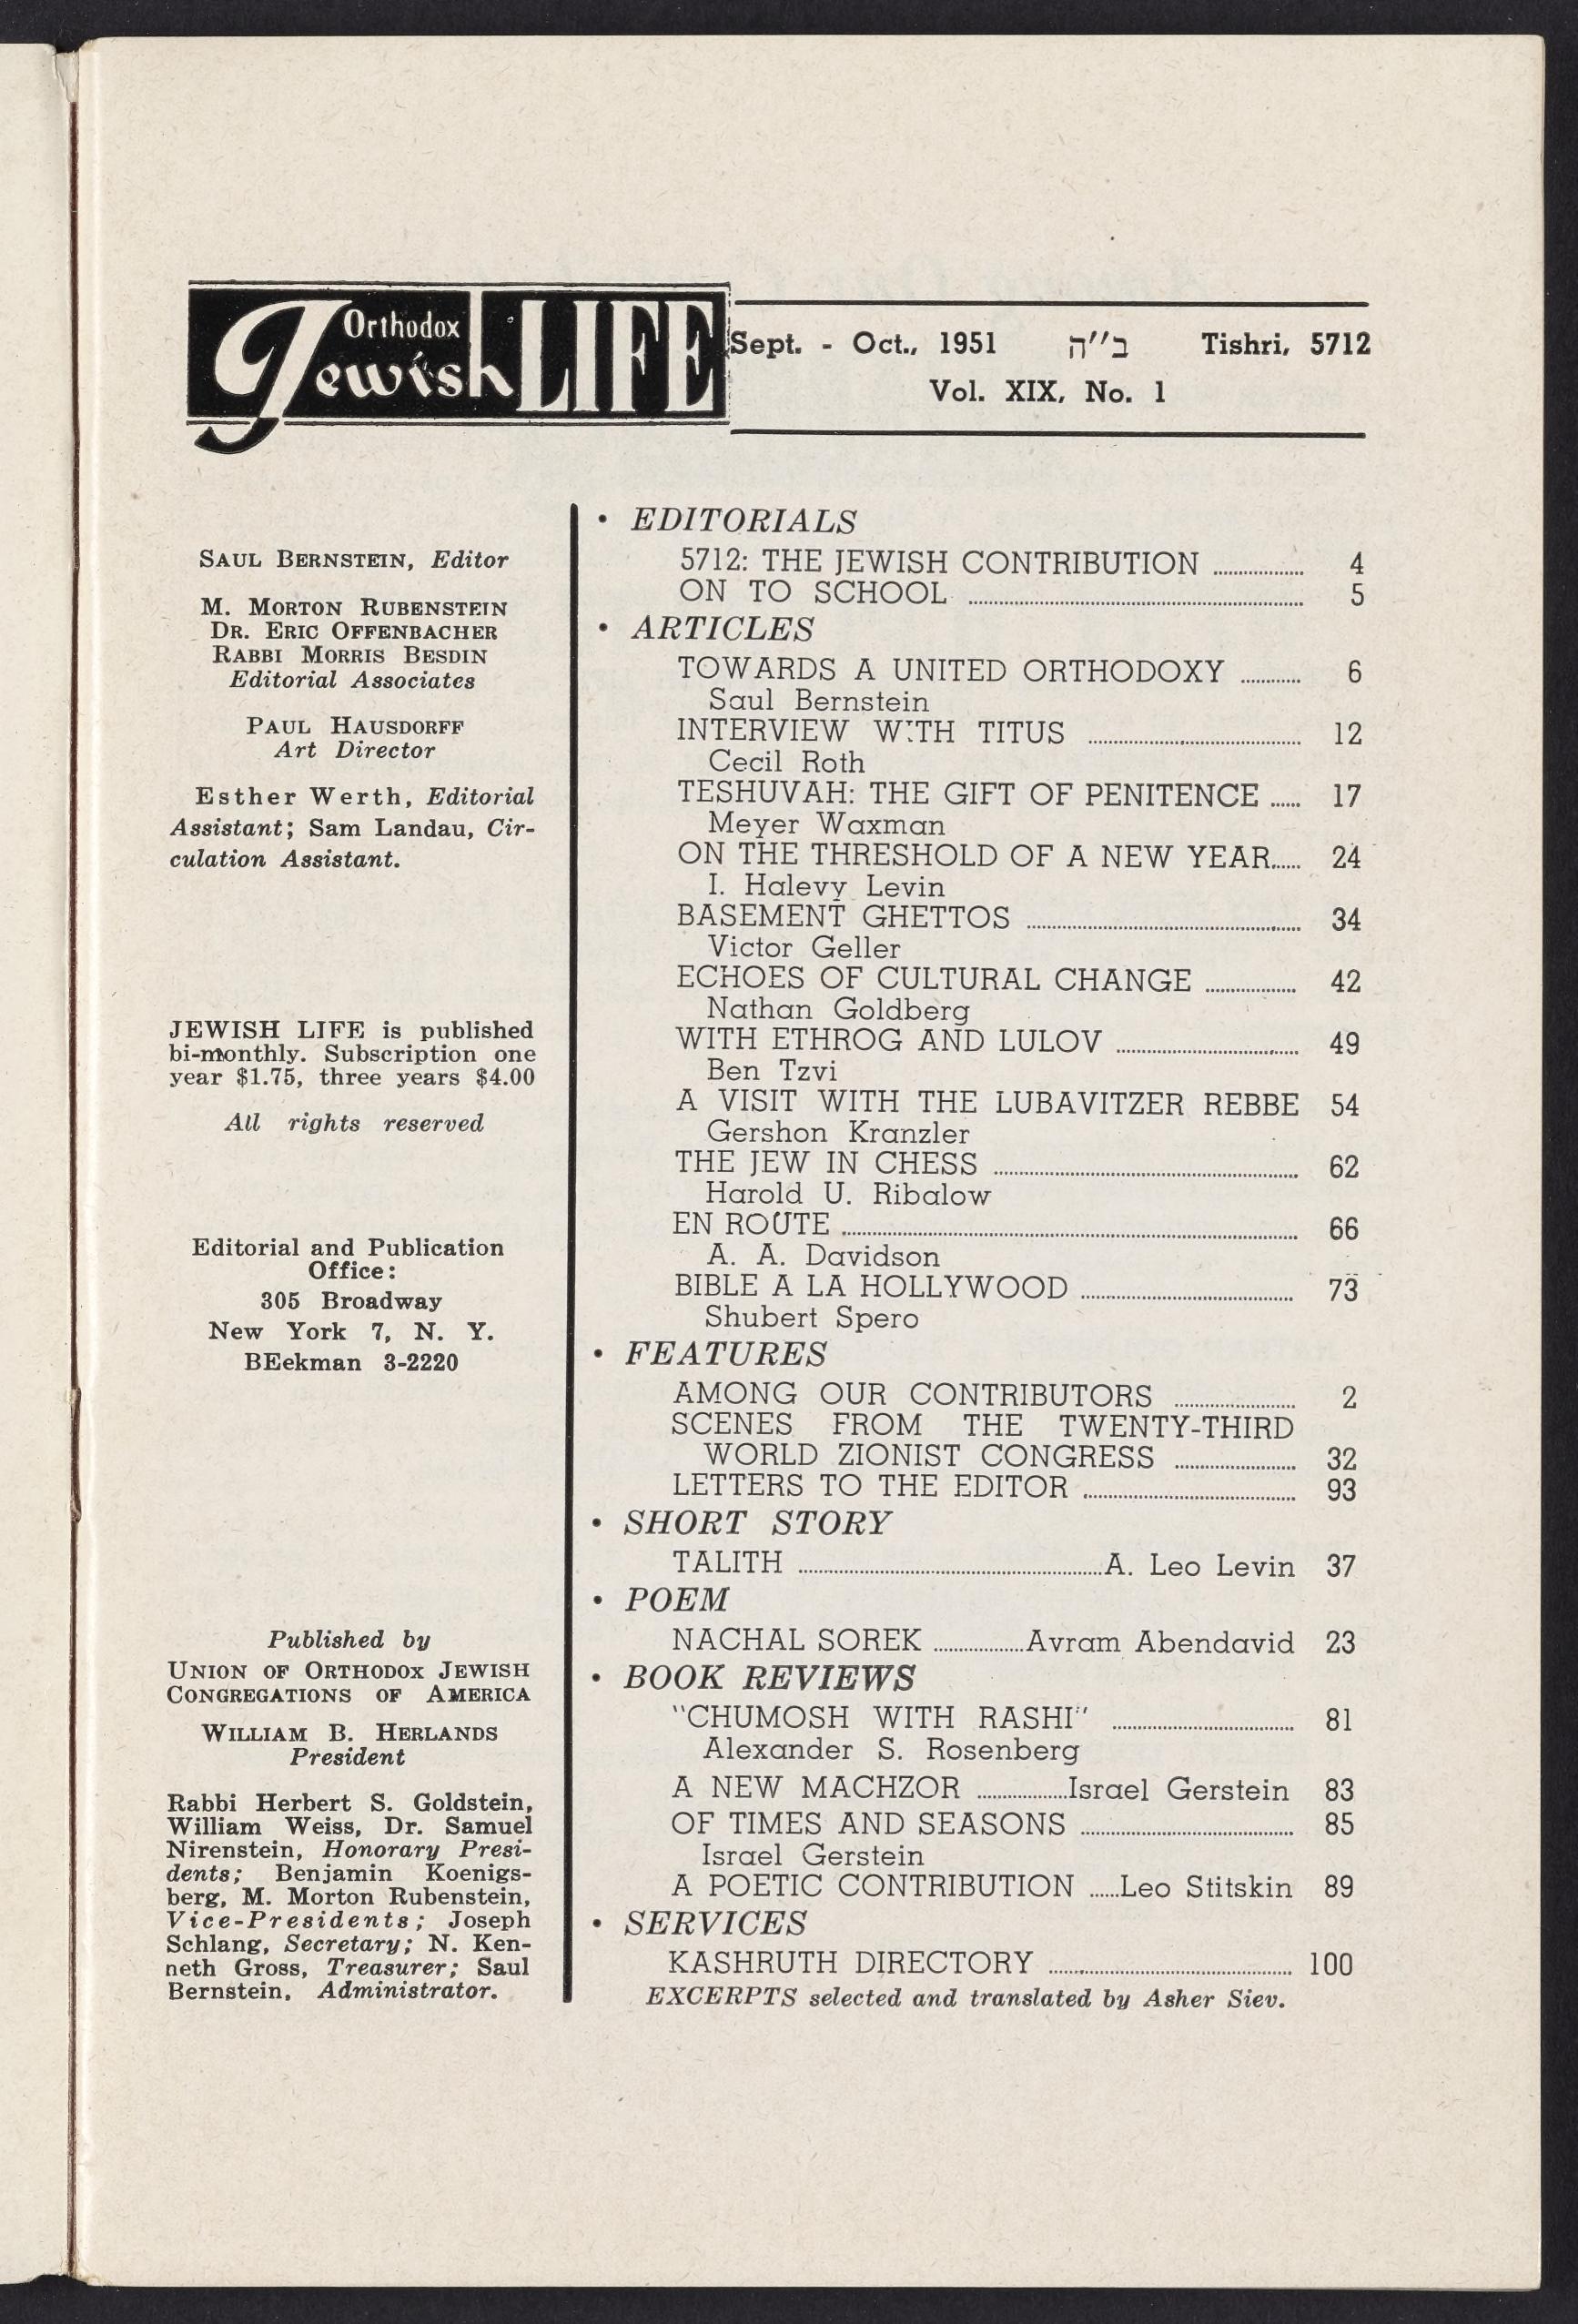 Orthodox
Jewish LIFE
Sept. - Oct., 1951 ב״ה Tishri, 5712
Vol. XIX, No. 1
SAUL BERNSTEIN, Editor
M. MORTON RUBENSTEIN
DR. ERIC OFFENBACHER
RABBI MORRIS BESDIN
Editorial Associates
PAUL HAUSDORFF
Art Director
Esther Werth, Editorial
Assistant; Sam Landau, Cir-
culation Assistant.
JEWISH LIFE is published
bi-monthly. Subscription one
year $1.75, three years $4.00
All rights reserved
Editorial and Publication
Office:
305 Broadway
New York 7, N. Y.
BEekman 3-2220
Published by
UNION OF ORTHODOX JEWISH
CONGREGATIONS OF AMERICA
WILLIAM B. HERLANDS
President
Rabbi Herbert S. Goldstein,
William Weiss, Dr. Samuel
Nirenstein, Honorary Presi-
dents; Benjamin Koenigs-
berg, M. Morton Rubenstein,
Vice-Presidents; Joseph
Schlang, Secretary; N. Ken-
neth Gross, Treasurer; Saul
Bernstein, Administrator.
• EDITORIALS
5712: THE JEWISH CONTRIBUTION ........ 4
ON TO SCHOOL ........ 5
• ARTICLES
TOWARDS A UNITED ORTHODOXY ........ 6
Saul Bernstein
INTERVIEW WITH TITUS ........ 12
Cecil Roth
TESHUVAH: THE GIFT OF PENITENCE ...... 17
Meyer Waxman
ON THE THRESHOLD OF A NEW YEAR...... 24
I. Halevy Levin
BASEMENT GHETTOS ........ 34
Victor Geller
ECHOES OF CULTURAL CHANGE ........ 42
Nathan Goldberg
WITH ETHROG AND LULOV ........ 49
Ben Tzvi
A VISIT WITH THE LUBAVITZER REBBE 54
Gershon Kranzler
THE JEW IN CHESS ........ 62
Harold U. Ribalow
EN ROUTE ........ 66
A. A. Davidson
BIBLE A LA HOLLYWOOD ........ 73
Shubert Spero
• FEATURES
AMONG OUR CONTRIBUTORS ........ 2
SCENES FROM THE TWENTY-THIRD
WORLD ZIONIST CONGRESS ........ 32
LETTERS TO THE EDITOR ........ 93
• SHORT STORY
TALITH ........A. Leo Levin 37
• POEM
NACHAL SOREK ........Avram Abendavid 23
• BOOK REVIEWS
"CHUMOSH WITH RASHI" ........ 81
Alexander S. Rosenberg
A NEW MACHZOR ........Israel Gerstein 83
OF TIMES AND SEASONS ........ 85
Israel Gerstein
A POETIC CONTRIBUTION ......Leo Stitskin 89
• SERVICES
KASHRUTH DIRECTORY ........ 100
EXCERPTS selected and translated by Asher Siev.